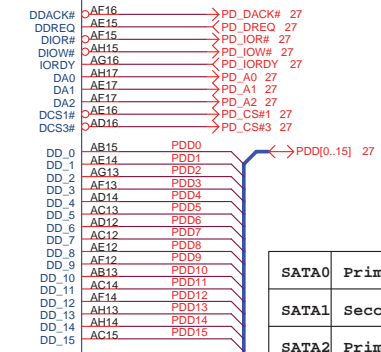 DDACK# AF16 PD_DACK# 27
DDREQ AE15 PD_DREQ 27
DIOR# AF15 PD_IOR# 27
DIOW# AH15 PD_IOW# 27
IORDY AG16 PD_IORDY 27
DA0 AH17 PD_A0 27
DA1 AE17 PD_A1 27
DA2 AF17 PD_A2 27
DCS1# AE16 PD_CS#1 27
DCS3# AD16 PD_CS#3 27
DD_0 AB15 PDD0 PDD[0..15] 27
DD_1 AE14 PDD1
DD_2 AG13 PDD2
DD_3 AF13 PDD3
DD_4 AD14 PDD4
DD_5 AC13 PDD5
DD_6 AD12 PDD6
DD_7 AC12 PDD7
DD_8 AE12 PDD8
DD_9 AF12 PDD9
DD_10 AB13 PDD10
DD_11 AC14 PDD11
DD_12 AF14 PDD12
DD_13 AH13 PDD13
DD_14 AH14 PDD14
DD_15 AC15 PDD15
SATA0 Prim
SATA1 Seco
SATA2 Prim